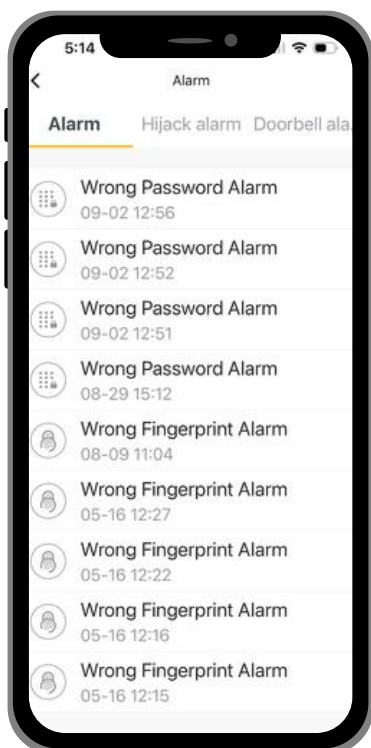 5:14
Alarm
Alarm Hijack alarm Doorbell ala.
Wrong Password Alarm
09-02 12:56
Wrong Password Alarm
09-02 12:52
Wrong Password Alarm
09-02 12:51
Wrong Password Alarm
08-29 15:12
Wrong Fingerprint Alarm
08-09 11:04
Wrong Fingerprint Alarm
05-16 12:27
Wrong Fingerprint Alarm
05-16 12:22
Wrong Fingerprint Alarm
05-16 12:16
Wrong Fingerprint Alarm
05-16 12:15